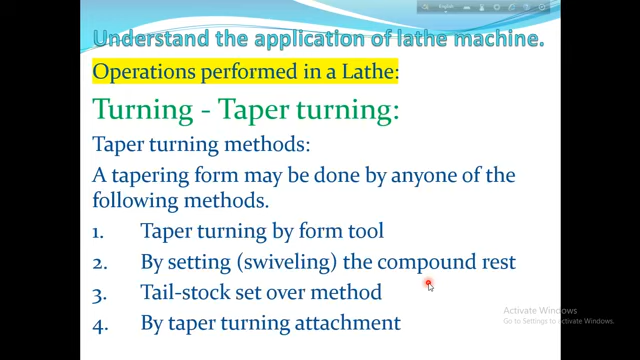 Understand the application of lathe machine.
Operations performed in a Lathe:
Turning - Taper turning:
Taper turning methods:
A tapering form may be done by anyone of the
following methods.
1. Taper turning by form tool
2. By setting (swiveling) the compound rest
3. Tail-stock set over method
4. By taper turning attachment
Activate Windows
Go to Settings to activate Windows.